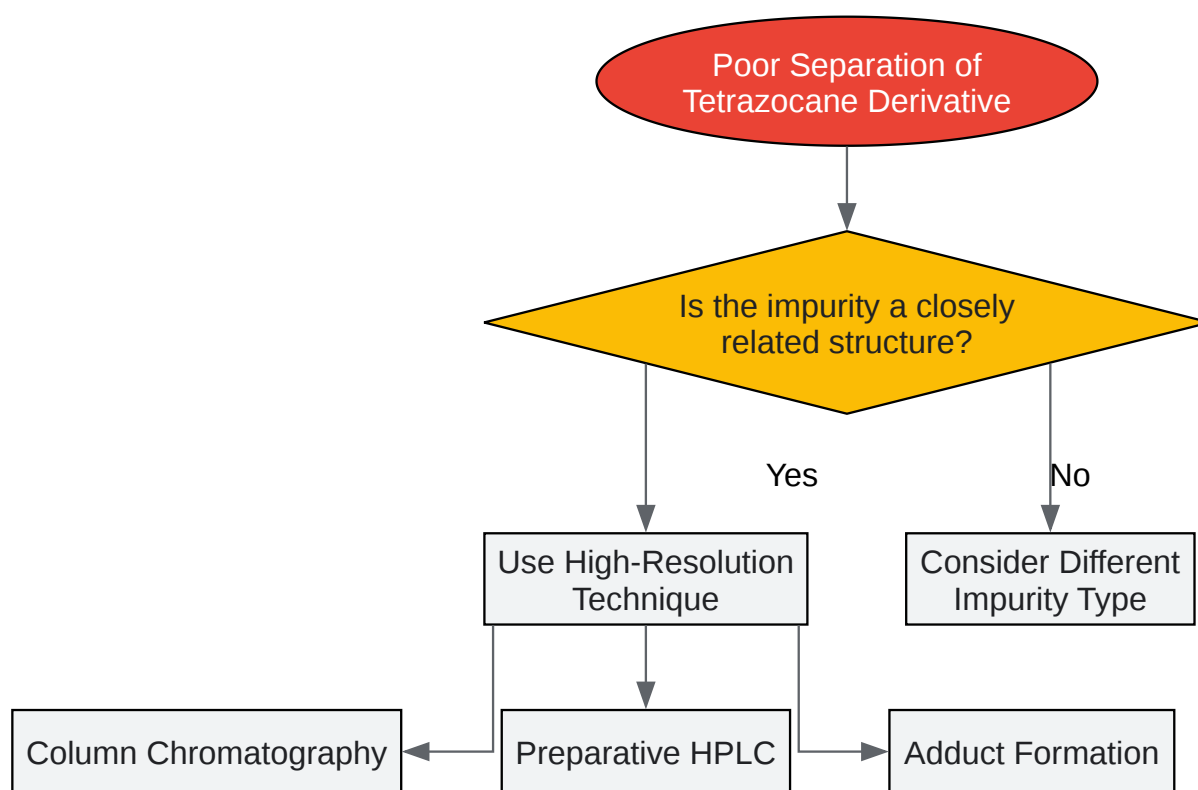 Poor Separation of
Tetrazocane Derivative
Is the impurity a closely
related structure?
Yes
No
Use High-Resolution
Technique
Consider Different
Impurity Type
Column Chromatography
Preparative HPLC
Adduct Formation